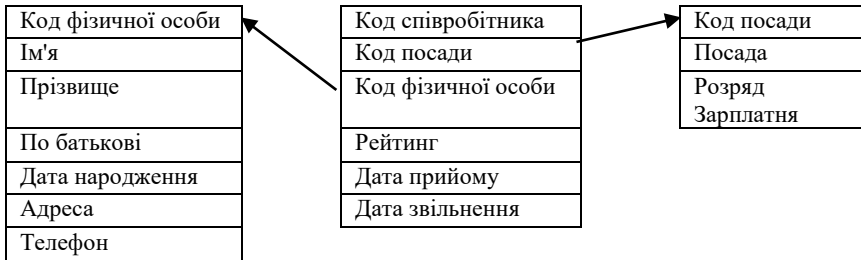 Код фізичної особи
Ім'я
Прізвище
По батькові
Дата народження
Адреса
Телефон
Код співробітника
Код посади
Код фізичної особи
Рейтинг
Дата прийому
Дата звільнення
Код посади
Посада
Розряд
Зарплатня